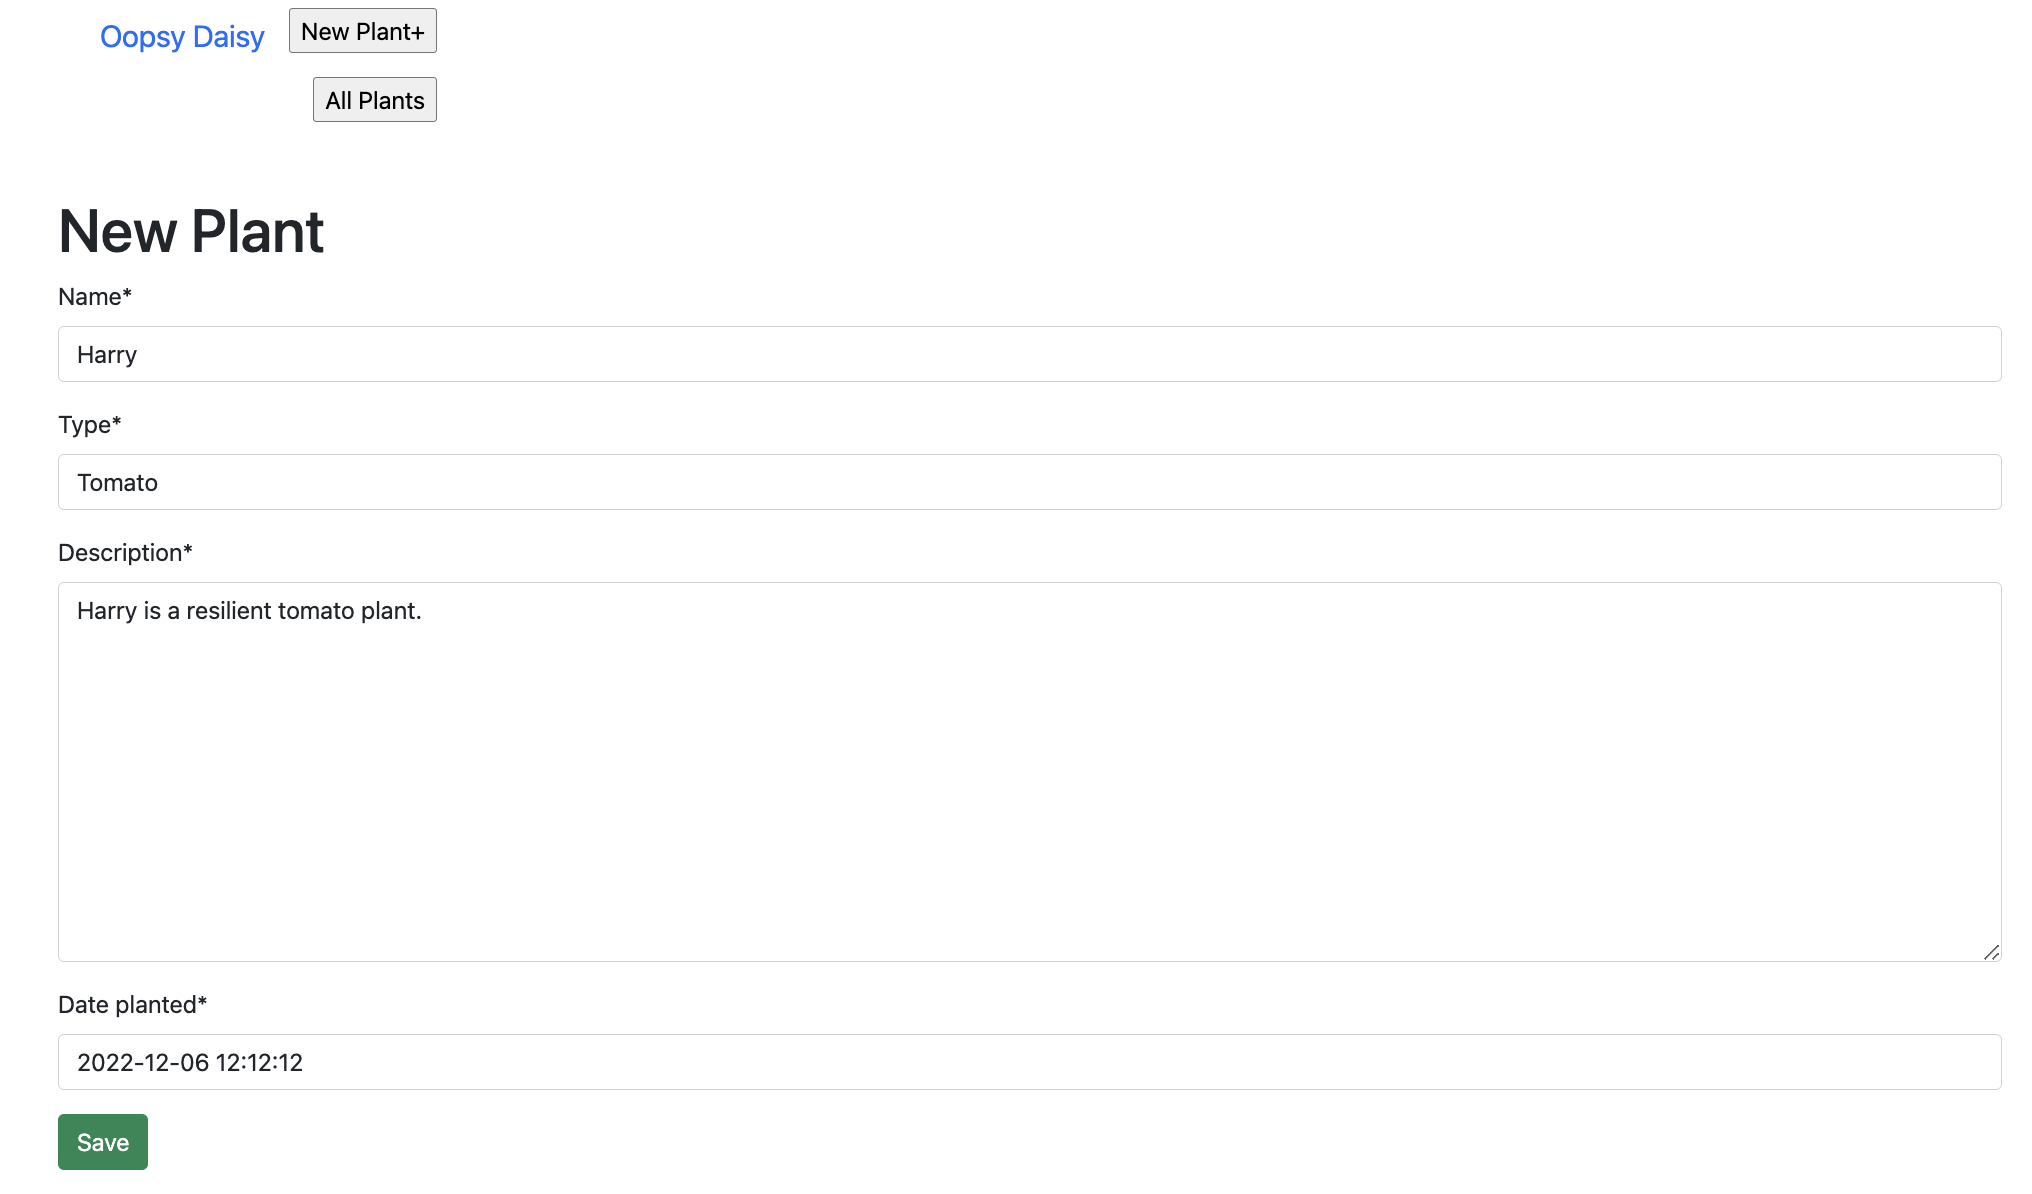 Oopsy Daisy
New Plant+
All Plants
New Plant
Name*
Harry
Type*
Tomato
Description*
Harry is a resilient tomato plant.
Date planted*
2022-12-06 12:12:12
Save